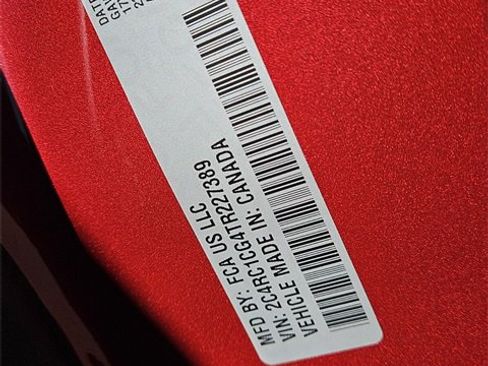 MFD BY: FCA US LLC
VIN: 2C4RC1CG4TR227389
VEHICLE MADE IN: CANADA